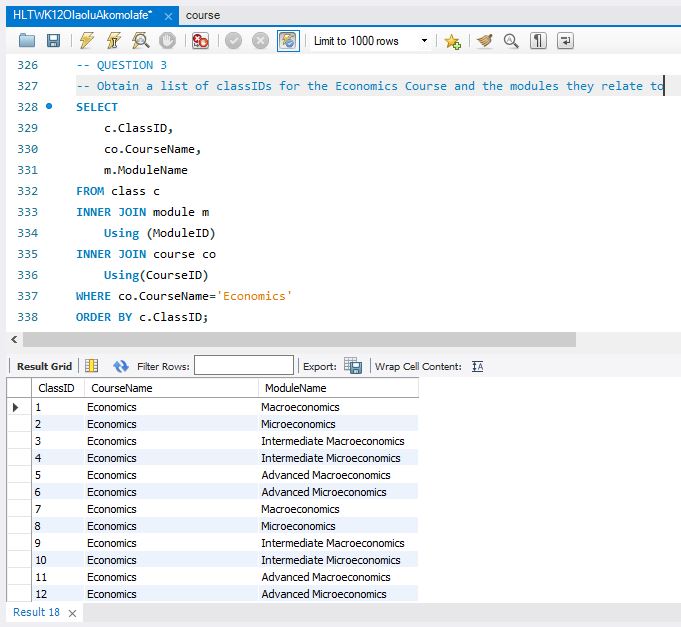 HLTWK12OlaoluAkomolafe* course
Limit to 1000 rows
326 -- QUESTION 3
327 -- Obtain a list of classIDs for the Economics Course and the modules they relate to
328 SELECT
329 c.ClassID,
330 co.CourseName,
331 m.ModuleName
332 FROM class c
333 INNER JOIN module m
334 Using (ModuleID)
335 INNER JOIN course co
336 Using(CourseID)
337 WHERE co.CourseName='Economics'
338 ORDER BY c.ClassID;
Result Grid Filter Rows: Export: Wrap Cell Content:
ClassID CourseName ModuleName
1 Economics Macroeconomics
2 Economics Microeconomics
3 Economics Intermediate Macroeconomics
4 Economics Intermediate Microeconomics
5 Economics Advanced Macroeconomics
6 Economics Advanced Microeconomics
7 Economics Macroeconomics
8 Economics Microeconomics
9 Economics Intermediate Macroeconomics
10 Economics Intermediate Microeconomics
11 Economics Advanced Macroeconomics
12 Economics Advanced Microeconomics
Result 18